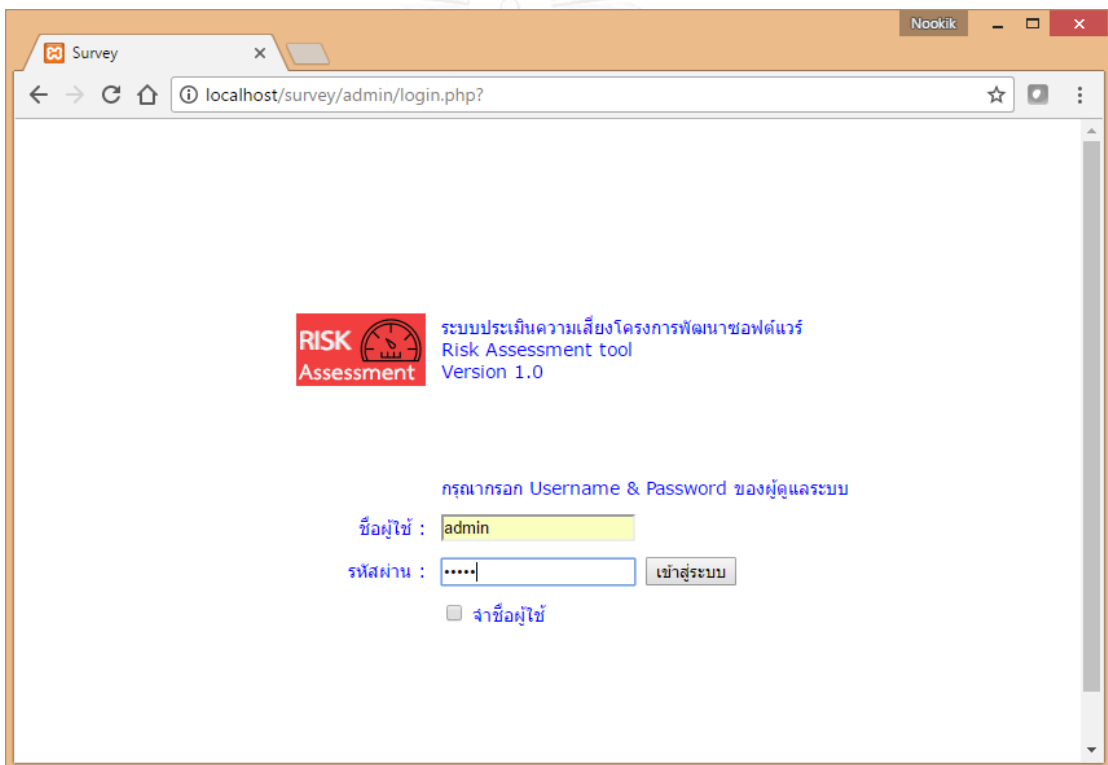 Nookik
Survey
localhost/survey/admin/login.php?
RISK
Assessment
ระบบประเมินความเสี่ยงโครงการพัฒนาซอฟต์แวร์
Risk Assessment tool
Version 1.0
กรุณากรอก Username & Password ของผู้ดูแลระบบ
ชื่อผู้ใช้ : admin
รหัสผ่าน : ••••• เข้าสู่ระบบ
จำชื่อผู้ใช้